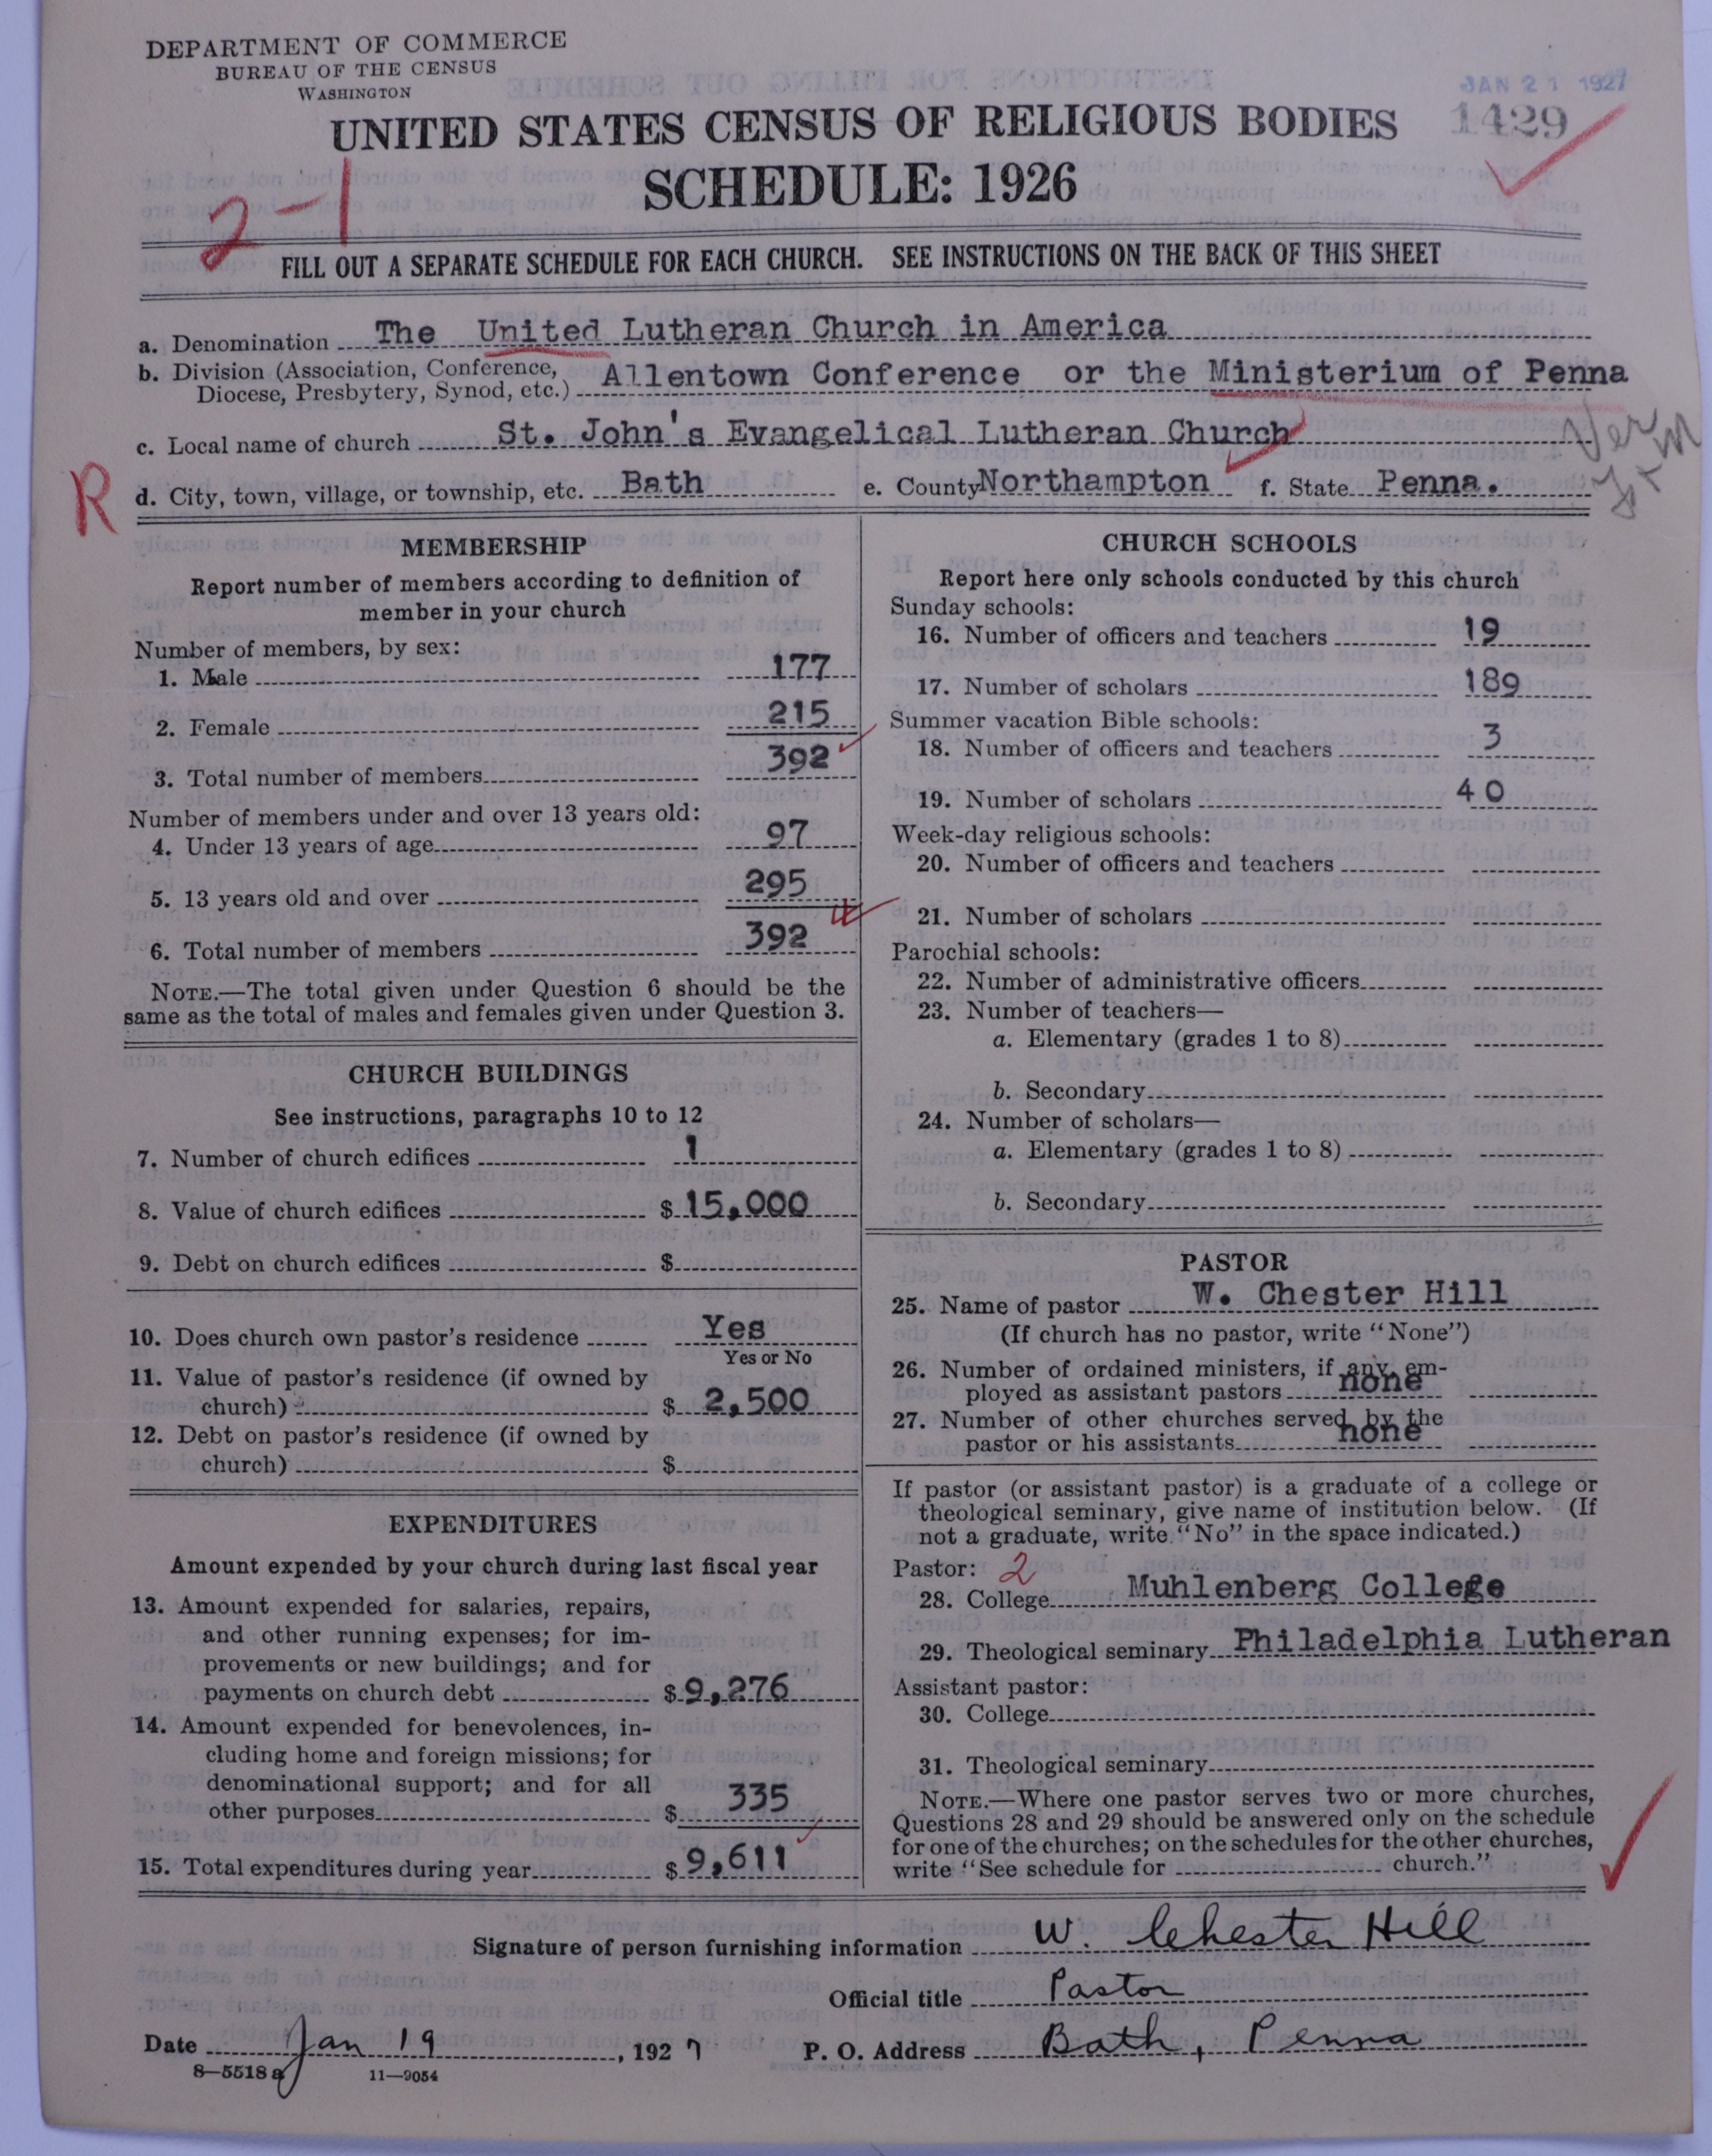 DEPARTMENT OF COMMERCE
BUREAU OF THE CENSUS
WASHINGTON
JAN 21 1927
1429
UNITED STATES CENSUS OF RELIGIOUS BODIES
SCHEDULE: 1926
2-1
FILL OUT A SEPARATE SCHEDULE FOR EACH CHURCH. SEE INSTRUCTIONS ON THE BACK OF THIS SHEET
a. Denomination The United Lutheran Church in America
b. Division (Association, Conference, Diocese, Presbytery, Synod, etc.) Allentown Conference or the Ministerium of Penna
c. Local name of church St. John's Evangelical Lutheran Church
R
d. City, town, village, or township, etc. Bath e. County Northampton f. State Penna.
MEMBERSHIP
Report number of members according to definition of
member in your church
Number of members, by sex:
1. Male 177
2. Female 215
3. Total number of members 392
Number of members under and over 13 years old:
4. Under 13 years of age 97
5. 13 years old and over 295
6. Total number of members 392
NOTE.—The total given under Question 6 should be the
same as the total of males and females given under Question 3.
CHURCH BUILDINGS
See instructions, paragraphs 10 to 12
7. Number of church edifices 1
8. Value of church edifices $ 15,000
9. Debt on church edifices $
10. Does church own pastor's residence Yes
Yes or No
11. Value of pastor's residence (if owned by
church) $ 2,500
12. Debt on pastor's residence (if owned by
church) $
EXPENDITURES
Amount expended by your church during last fiscal year
13. Amount expended for salaries, repairs,
and other running expenses; for im-
provements or new buildings; and for
payments on church debt $ 9,276
14. Amount expended for benevolences, in-
cluding home and foreign missions; for
denominational support; and for all
other purposes $ 335
15. Total expenditures during year $ 9,611
CHURCH SCHOOLS
Report here only schools conducted by this church
Sunday schools:
16. Number of officers and teachers 19
17. Number of scholars 189
Summer vacation Bible schools:
18. Number of officers and teachers 3
19. Number of scholars 40
Week-day religious schools:
20. Number of officers and teachers
21. Number of scholars
Parochial schools:
22. Number of administrative officers
23. Number of teachers—
a. Elementary (grades 1 to 8)
b. Secondary
24. Number of scholars—
a. Elementary (grades 1 to 8)
b. Secondary
PASTOR
25. Name of pastor W. Chester Hill
(If church has no pastor, write "None")
26. Number of ordained ministers, if any, em-
ployed as assistant pastors none
27. Number of other churches served by the
pastor or his assistants none
If pastor (or assistant pastor) is a graduate of a college or
theological seminary, give name of institution below. (If
not a graduate, write "No" in the space indicated.)
Pastor: 2
28. College Muhlenberg College
29. Theological seminary Philadelphia Lutheran
Assistant pastor:
30. College
31. Theological seminary
NOTE.—Where one pastor serves two or more churches,
Questions 28 and 29 should be answered only on the schedule
for one of the churches; on the schedules for the other churches,
write "See schedule for church."
Signature of person furnishing information W. Chester Hill
Official title Pastor
Date Jan 19, 1927 P. O. Address Bath, Penna
8-5518 a 11—9054